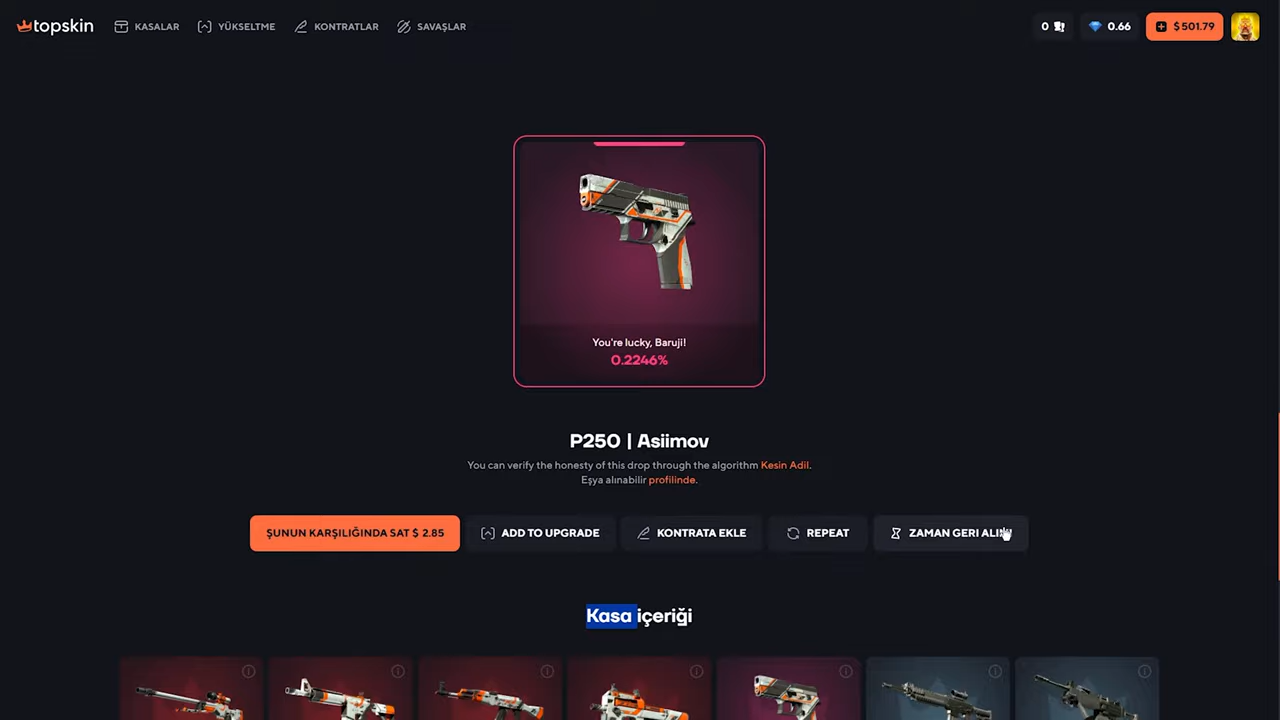 topskin KASALAR YÜKSELTME KONTRATLAR SAVAŞLAR 0 0.66 $ 501.79
You're lucky, Baruji!
0.2246%
P250 | Asiimov
You can verify the honesty of this drop through the algorithm Kesin Adil.
Eşya alınabilir profilinde.
ŞUNUN KARŞILIĞINDA SAT $ 2.85 ADD TO UPGRADE KONTRATA EKLE REPEAT ZAMAN GERI
Kasa içeriği